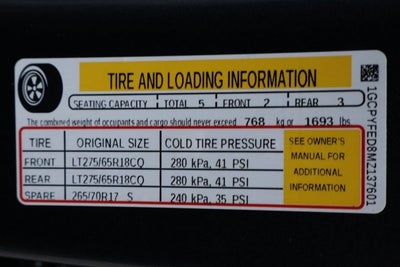 TIRE AND LOADING INFORMATION
SEATING CAPACITY TOTAL 5 FRONT 2 REAR 3
The combined weight of occupants and cargo should never exceed 768 kg or 1693 lbs
TIRE ORIGINAL SIZE COLD TIRE PRESSURE
FRONT LT275/65R18CQ 280 kPa, 41 PSI
REAR LT275/65R18CQ 280 kPa, 41 PSI
SPARE 265/70R17 S 240 kPa, 35 PSI
SEE OWNER'S
MANUAL FOR
ADDITIONAL
INFORMATION
1GCPYFED8MZ137601